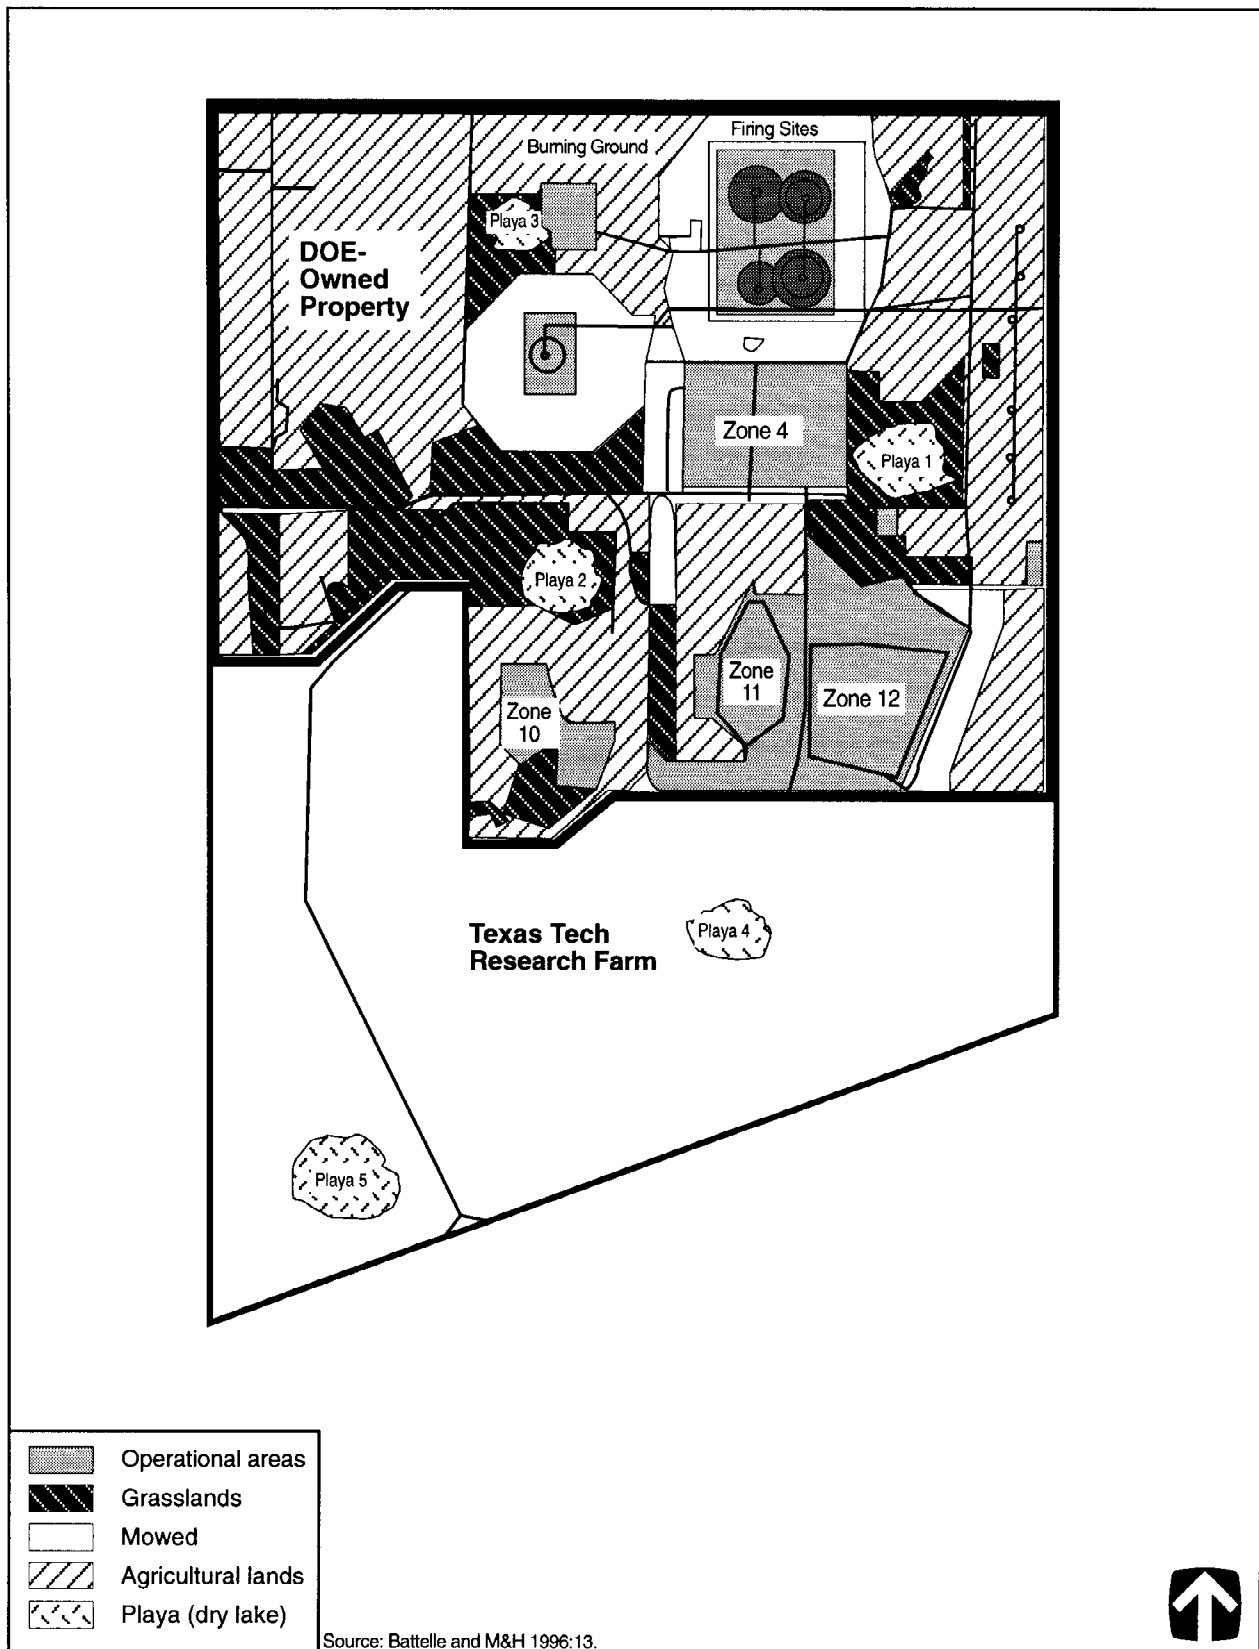 Firing Sites
Burning Ground
Playa 3
DOE-
Owned
Property
Zone 4
Playa 1
Playa 2
Zone
11
Zone 12
Zone
10
Texas Tech
Research Farm
Playa 4
Playa 5
Operational areas
Grasslands
Mowed
Agricultural lands
Playa (dry lake)
Source: Battelle and M&H 1996:13.